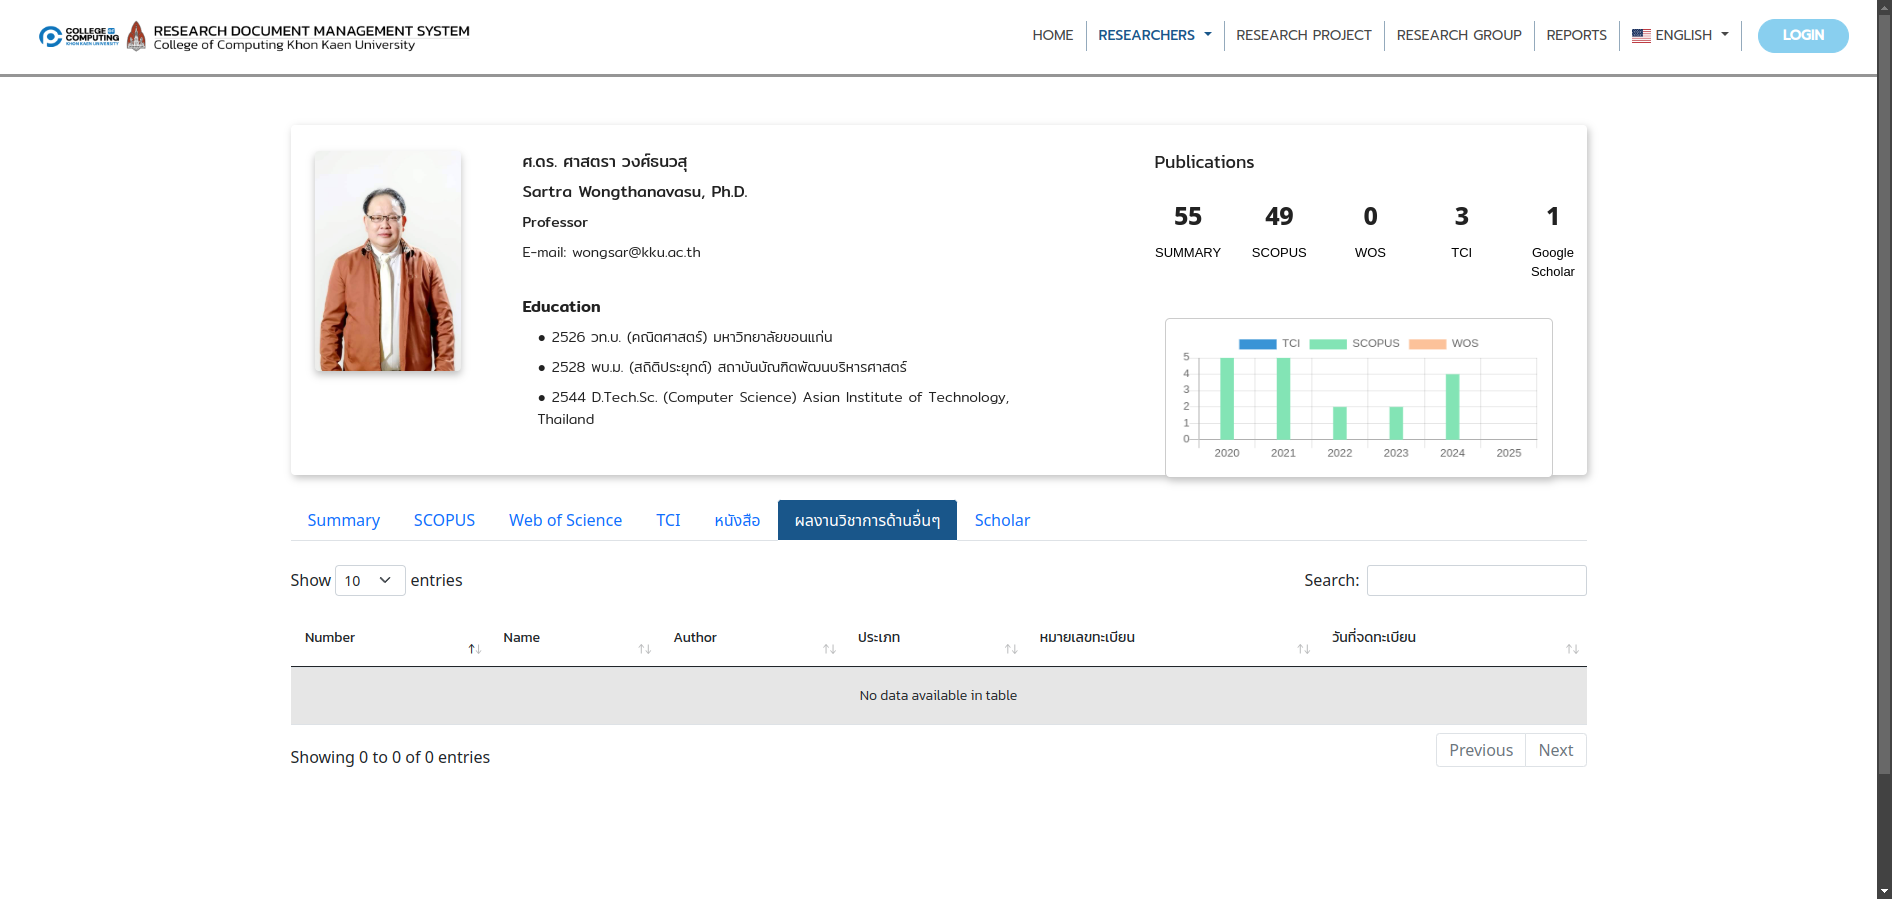 COLLEGE OF
COMPUTING
KHON KAEN UNIVERSITY
RESEARCH DOCUMENT MANAGEMENT SYSTEM
College of Computing Khon Kaen University
HOME
RESEARCHERS
RESEARCH PROJECT
RESEARCH GROUP
REPORTS
ENGLISH
LOGIN
ศ.ดร. ศาสตรา วงศ์ธนวสุ
Sartra Wongthanavasu, Ph.D.
Professor
E-mail: wongsar@kku.ac.th
Education
● 2526 วท.บ. (คณิตศาสตร์) มหาวิทยาลัยขอนแก่น
● 2528 พบ.ม. (สถิติประยุกต์) สถาบันบัณฑิตพัฒนบริหารศาสตร์
● 2544 D.Tech.Sc. (Computer Science) Asian Institute of Technology,
Thailand
Publications
55 49 0 3 1
SUMMARY SCOPUS WOS TCI Google
Scholar
TCI SCOPUS WOS
5
4
3
2
1
0
2020 2021 2022 2023 2024 2025
Summary SCOPUS Web of Science TCI หนังสือ ผลงานวิชาการด้านอื่นๆ Scholar
Show 10 entries
Search:
Number Name Author ประเภท หมายเลขทะเบียน วันที่จดทะเบียน
No data available in table
Showing 0 to 0 of 0 entries
Previous Next